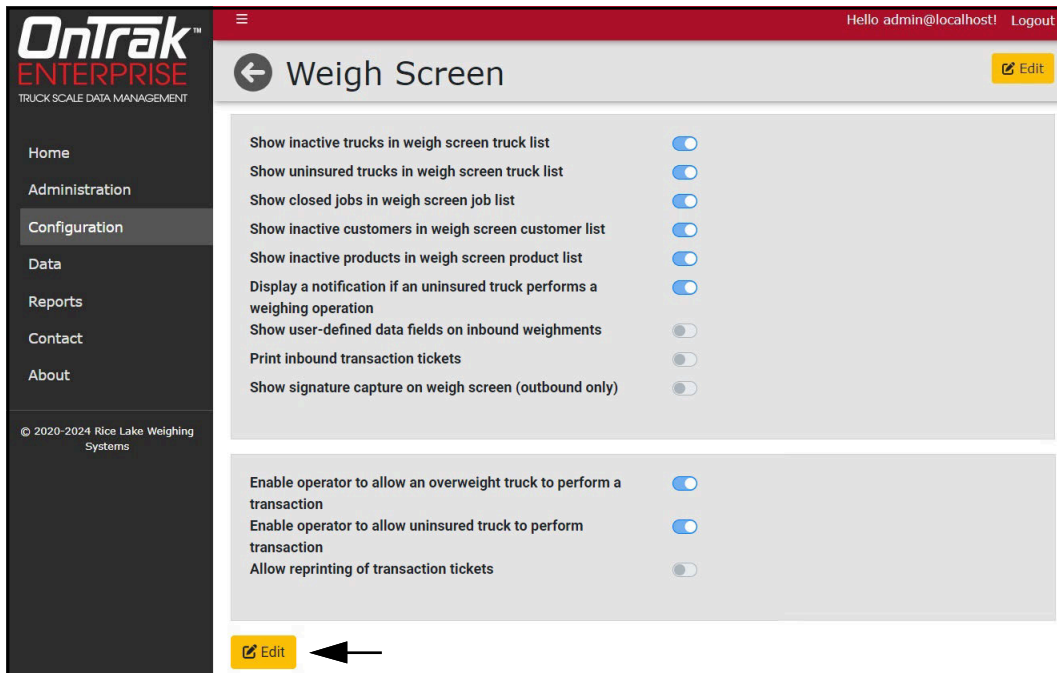 OnTrak™
ENTERPRISE
TRUCK SCALE DATA MANAGEMENT
Home
Administration
Configuration
Data
Reports
Contact
About
© 2020-2024 Rice Lake Weighing
Systems
Hello admin@localhost! Logout
Weigh Screen
Edit
Show inactive trucks in weigh screen truck list
Show uninsured trucks in weigh screen truck list
Show closed jobs in weigh screen job list
Show inactive customers in weigh screen customer list
Show inactive products in weigh screen product list
Display a notification if an uninsured truck performs a
weighing operation
Show user-defined data fields on inbound weighments
Print inbound transaction tickets
Show signature capture on weigh screen (outbound only)
Enable operator to allow an overweight truck to perform a
transaction
Enable operator to allow uninsured truck to perform
transaction
Allow reprinting of transaction tickets
Edit